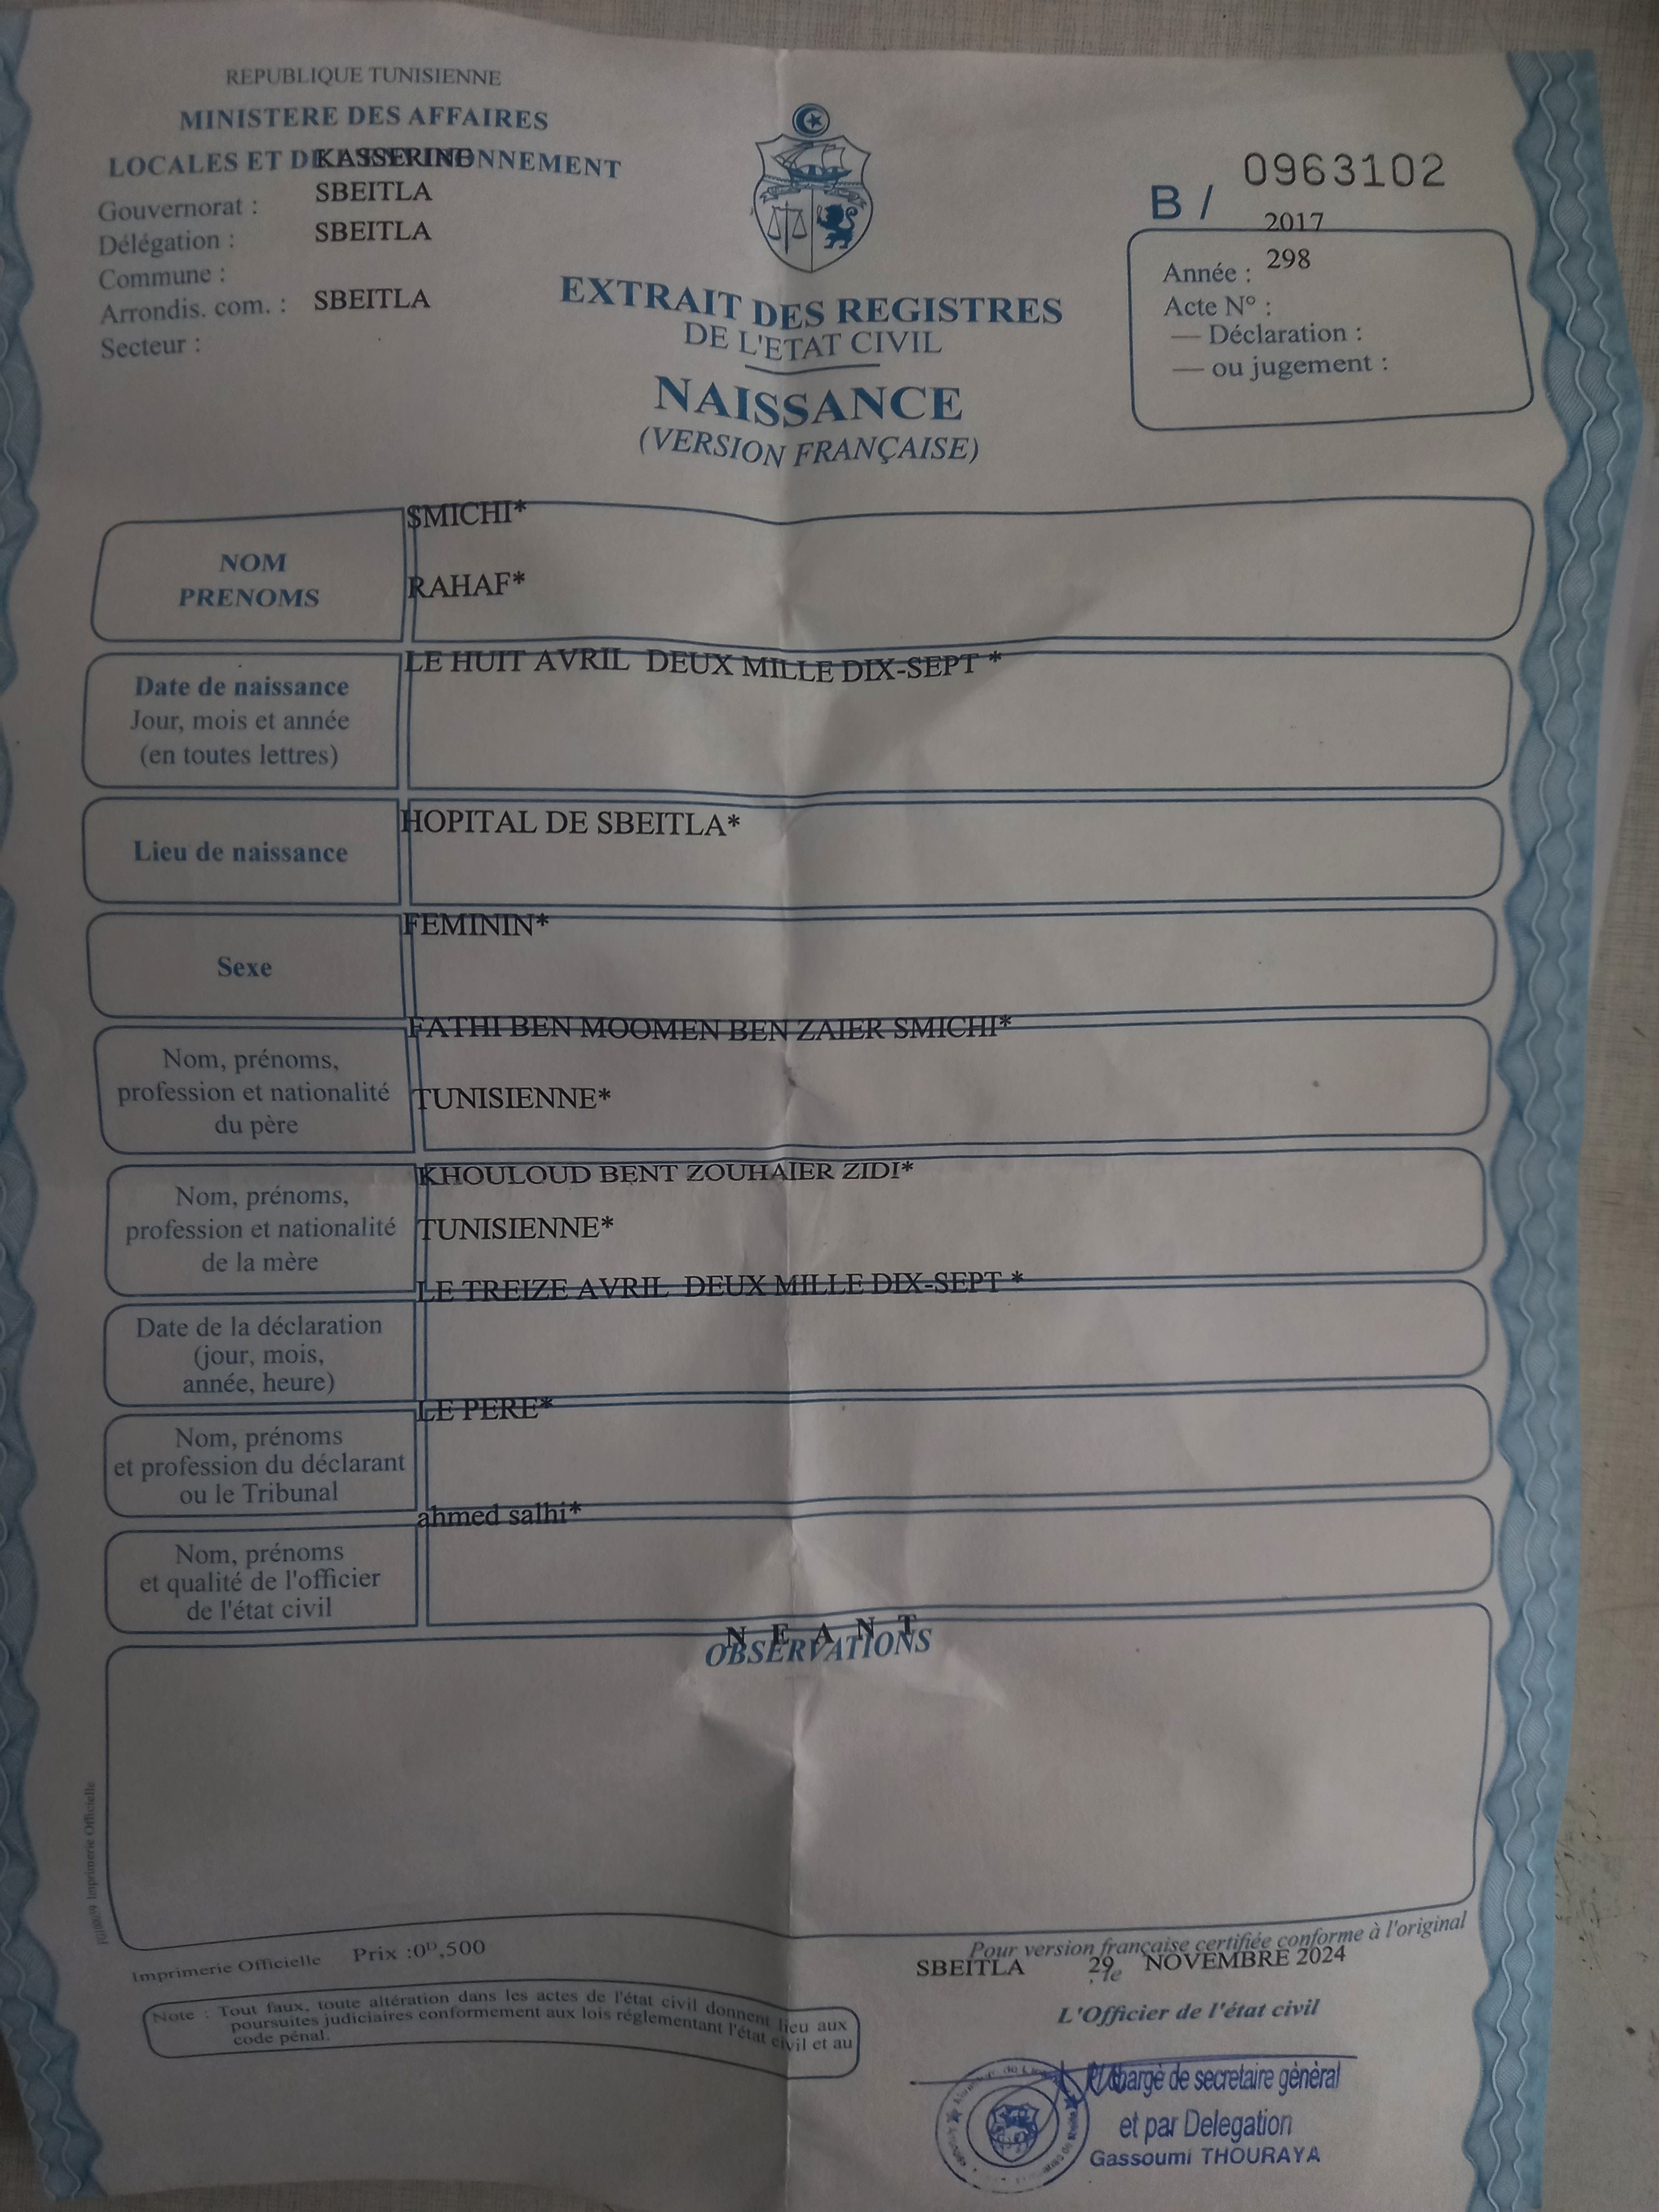 REPUBLIQUE TUNISIENNE
MINISTERE DES AFFAIRES
LOCALES ET DE L'ENVIRONNEMENT
KASSERINE
Gouvernorat :
SBEITLA
Délégation :
SBEITLA
Commune :
Arrondis. com. : SBEITLA
Secteur :
B / 0963102
2017
Année : 298
Acte N° :
— Déclaration :
— ou jugement :
EXTRAIT DES REGISTRES
DE L'ETAT CIVIL
NAISSANCE
(VERSION FRANÇAISE)
NOM
PRENOMS
SMICHI*
RAHAF*
Date de naissance
Jour, mois et année
(en toutes lettres)
LE HUIT AVRIL DEUX MILLE DIX-SEPT *
Lieu de naissance
HOPITAL DE SBEITLA*
Sexe
FEMININ*
Nom, prénoms,
profession et nationalité
du père
FATHI BEN MOOMEN BEN ZAIER SMICHI*
TUNISIENNE*
Nom, prénoms,
profession et nationalité
de la mère
KHOULOUD BENT ZOUHAIER ZIDI*
TUNISIENNE*
Date de la déclaration
(jour, mois,
année, heure)
LE TREIZE AVRIL DEUX MILLE DIX-SEPT *
Nom, prénoms
et profession du déclarant
ou le Tribunal
LE PERE*
Nom, prénoms
et qualité de l'officier
de l'état civil
ahmed salhi*
N E A N T
OBSERVATIONS
Imprimerie Officielle
Imprimerie Officielle Prix :0ᴰ,500
Note : Tout faux, toute altération dans les actes de l'état civil donnent lieu aux
poursuites judiciaires conformement aux lois réglementant l'état civil et au
code pénal.
Pour version française certifiée conforme à l'original
SBEITLA 29 le NOVEMBRE 2024
L'Officier de l'état civil
chargé de secretaire général
et par Delegation
Gassoumi THOURAYA